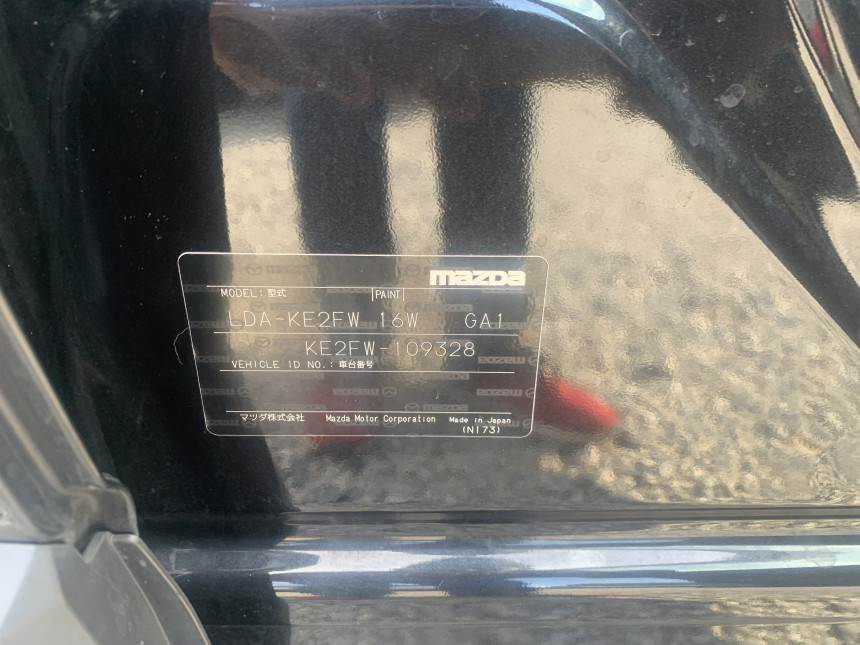 mazda
MODEL: 型式 PAINT
LDA-KE2FW 16W GA1
KE2FW-109328
VEHICLE ID NO.: 車台番号
マツダ株式会社 Mazda Motor Corporation Made in Japan
(N173)